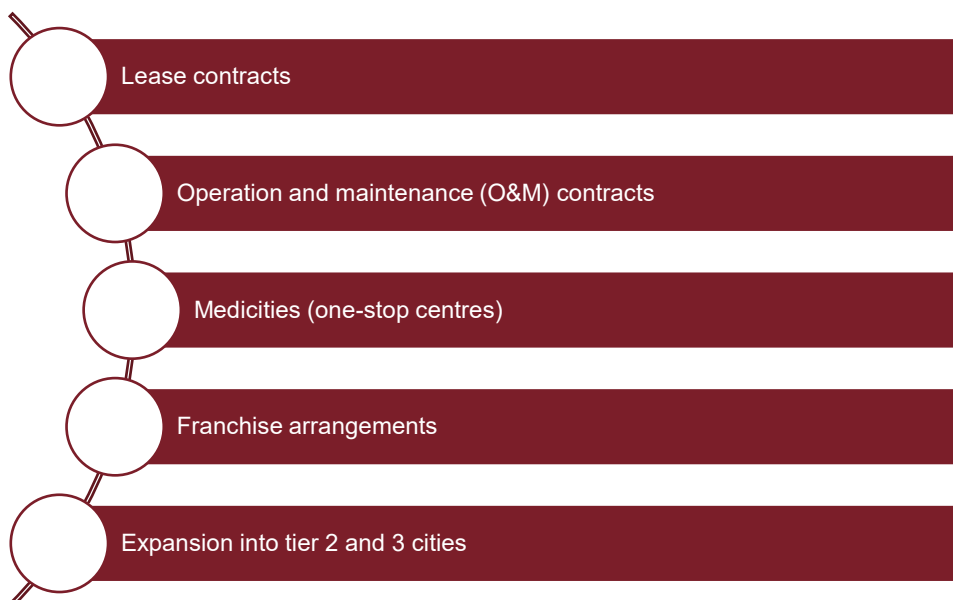 Lease contracts
Operation and maintenance (O&M) contracts
Medicities (one-stop centres)
Franchise arrangements
Expansion into tier 2 and 3 cities